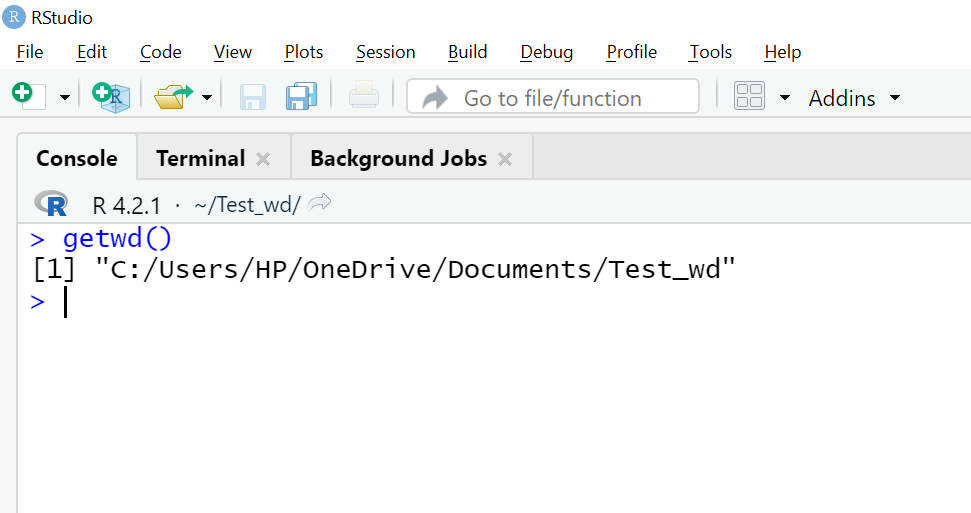 R RStudio
File Edit Code View Plots Session Build Debug Profile Tools Help
R Go to file/function Addins
Console Terminal Background Jobs
R R 4.2.1 · ~/Test_wd/
> getwd()
[1] "C:/Users/HP/OneDrive/Documents/Test_wd"
>